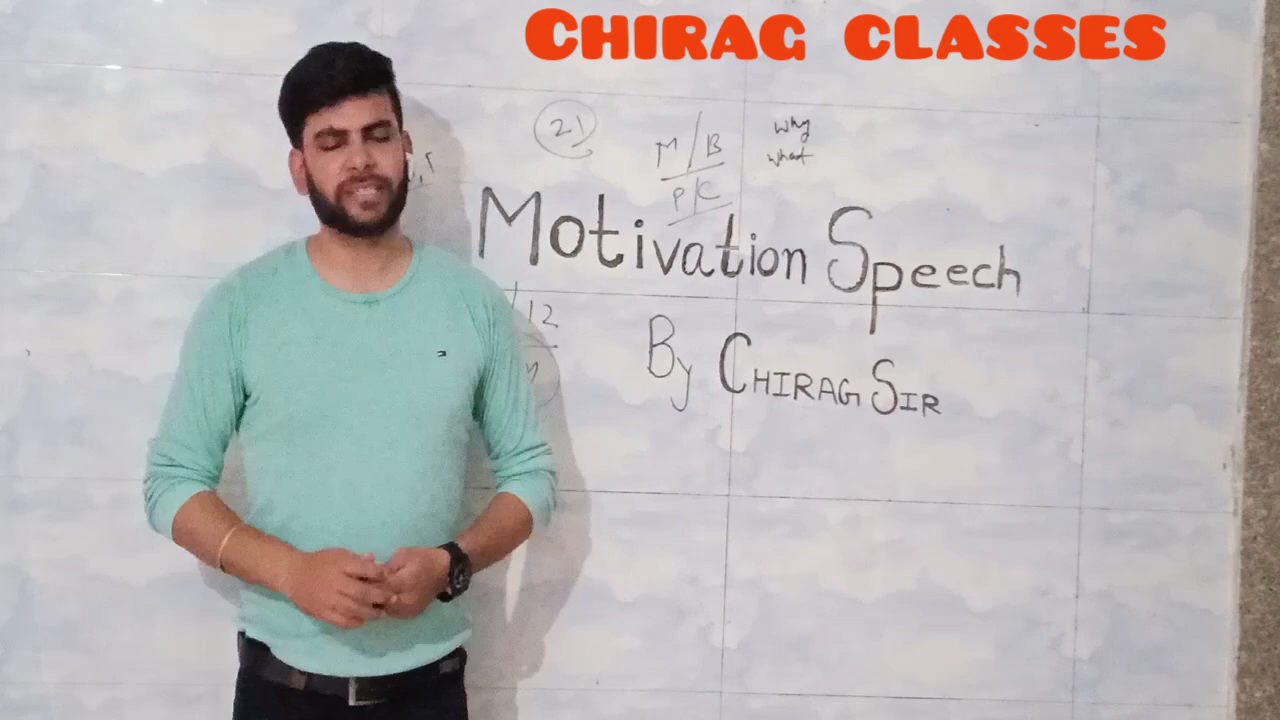 CHIRAG CLASSES
21
M/B
why
what
P/C
Motivation Speech
12
By CHIRAG SIR